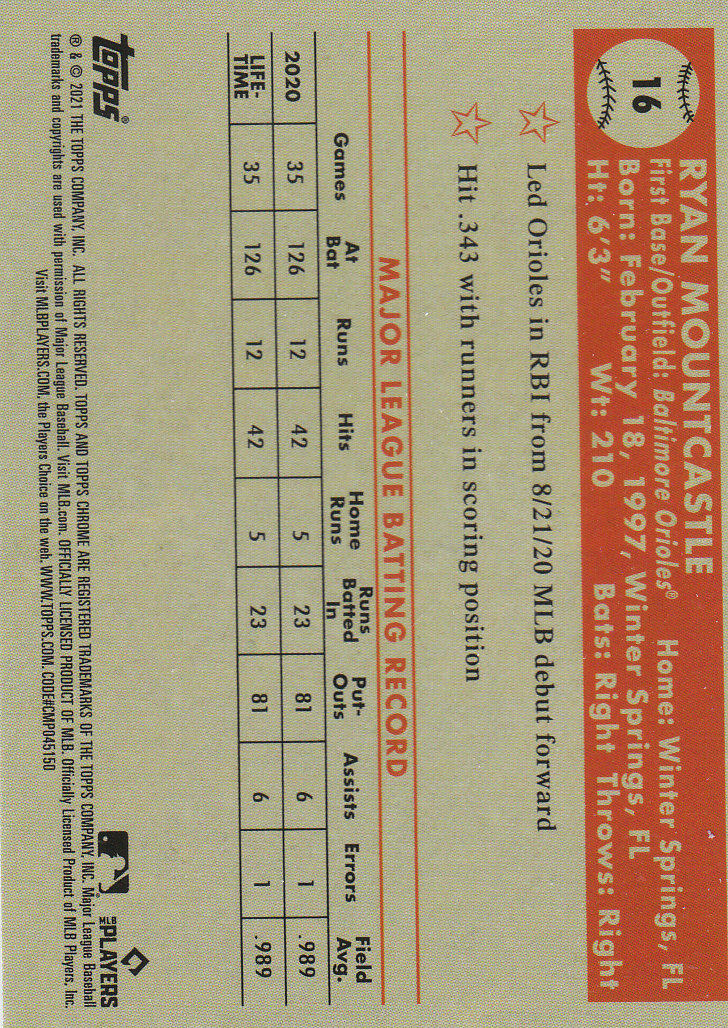 16
RYAN MOUNTCASTLE
First Base/Outfield: Baltimore Orioles® Home: Winter Springs, FL
Born: February 18, 1997, Winter Springs, FL
Ht: 6'3" Wt: 210 Bats: Right Throws: Right
Led Orioles in RBI from 8/21/20 MLB debut forward
Hit .343 with runners in scoring position
MAJOR LEAGUE BATTING RECORD
Games At Bat Runs Hits Home Runs Runs Batted In Put-Outs Assists Errors Field Avg.
2020 35 126 12 42 5 23 81 6 1 .989
LIFE-TIME 35 126 12 42 5 23 81 6 1 .989
topps®
MLB PLAYERS
® & © 2021 THE TOPPS COMPANY, INC. ALL RIGHTS RESERVED. TOPPS AND TOPPS CHROME ARE REGISTERED TRADEMARKS OF THE TOPPS COMPANY, INC. Major League Baseball
trademarks and copyrights are used with permission of Major League Baseball. Visit MLB.com. OFFICIALLY LICENSED PRODUCT OF MLB. Officially Licensed Product of MLB Players, Inc.
Visit MLBPLAYERS.COM, the Players Choice on the web. WWW.TOPPS.COM. CODE#CMP045150